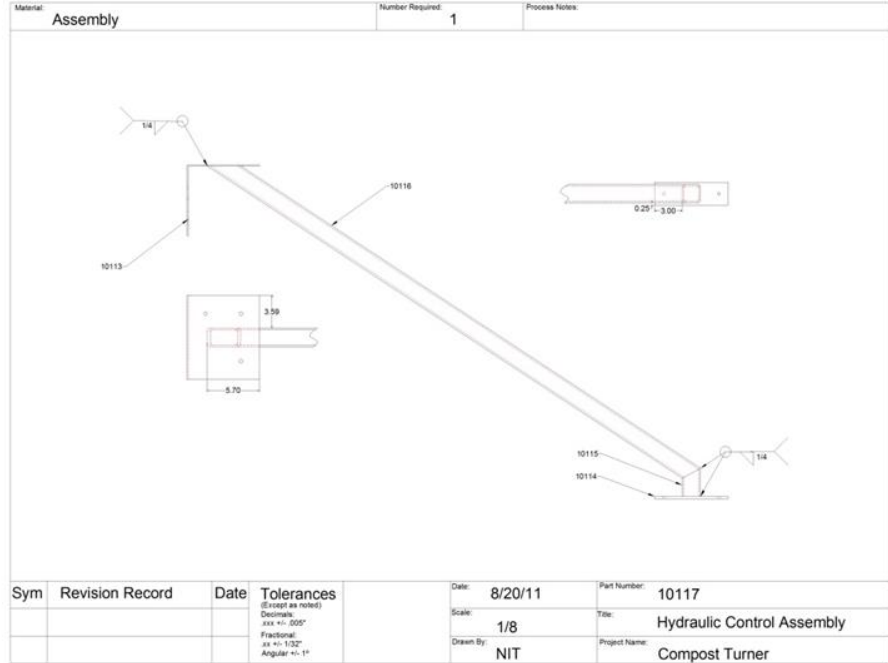 Material:
Assembly
Number Required:
1
Process Notes:
1/4
10116
0.25"
3.00
10113
3.59
5.70
10115
10114
1/4
Sym
Revision Record
Date
Tolerances
(Except as noted)
Decimals:
.xxx +/- .005"
Fractional:
.xx +/- 1/32"
Angular +/- 1°
Date:
8/20/11
Part Number:
10117
Scale:
1/8
Title:
Hydraulic Control Assembly
Drawn By:
NIT
Project Name:
Compost Turner